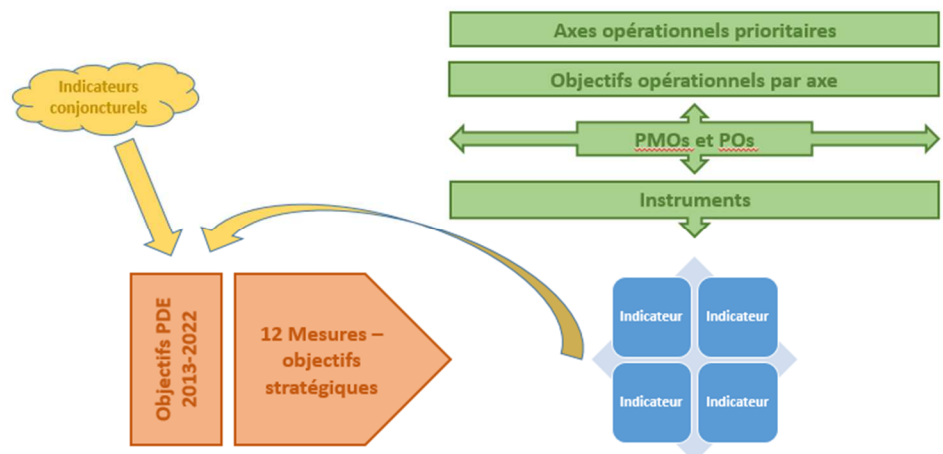 Axes opérationnels prioritaires
Objectifs opérationnels par axe
PMOs et POs
Instruments
Indicateurs
conjoncturels
Objectifs PDE
2013-2022
12 Mesures –
objectifs
stratégiques
Indicateur
Indicateur
Indicateur
Indicateur